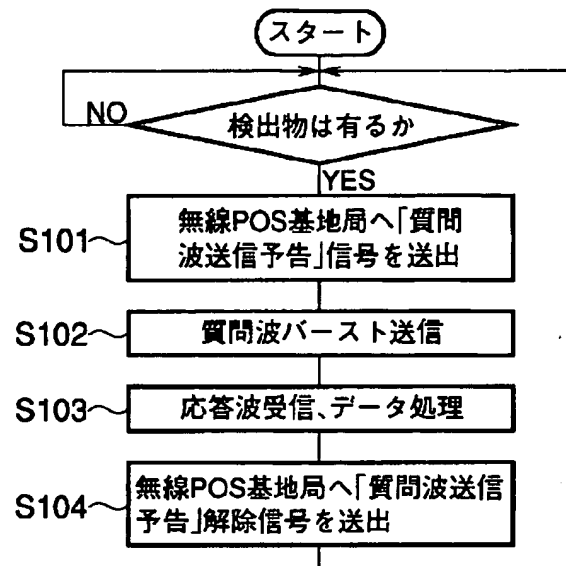 スタート
NO
検出物は有るか
YES
S101
無線POS基地局へ「質問
波送信予告」信号を送出
S102
質問波バースト送信
S103
応答波受信、データ処理
S104
無線POS基地局へ「質問波送信
予告」解除信号を送出